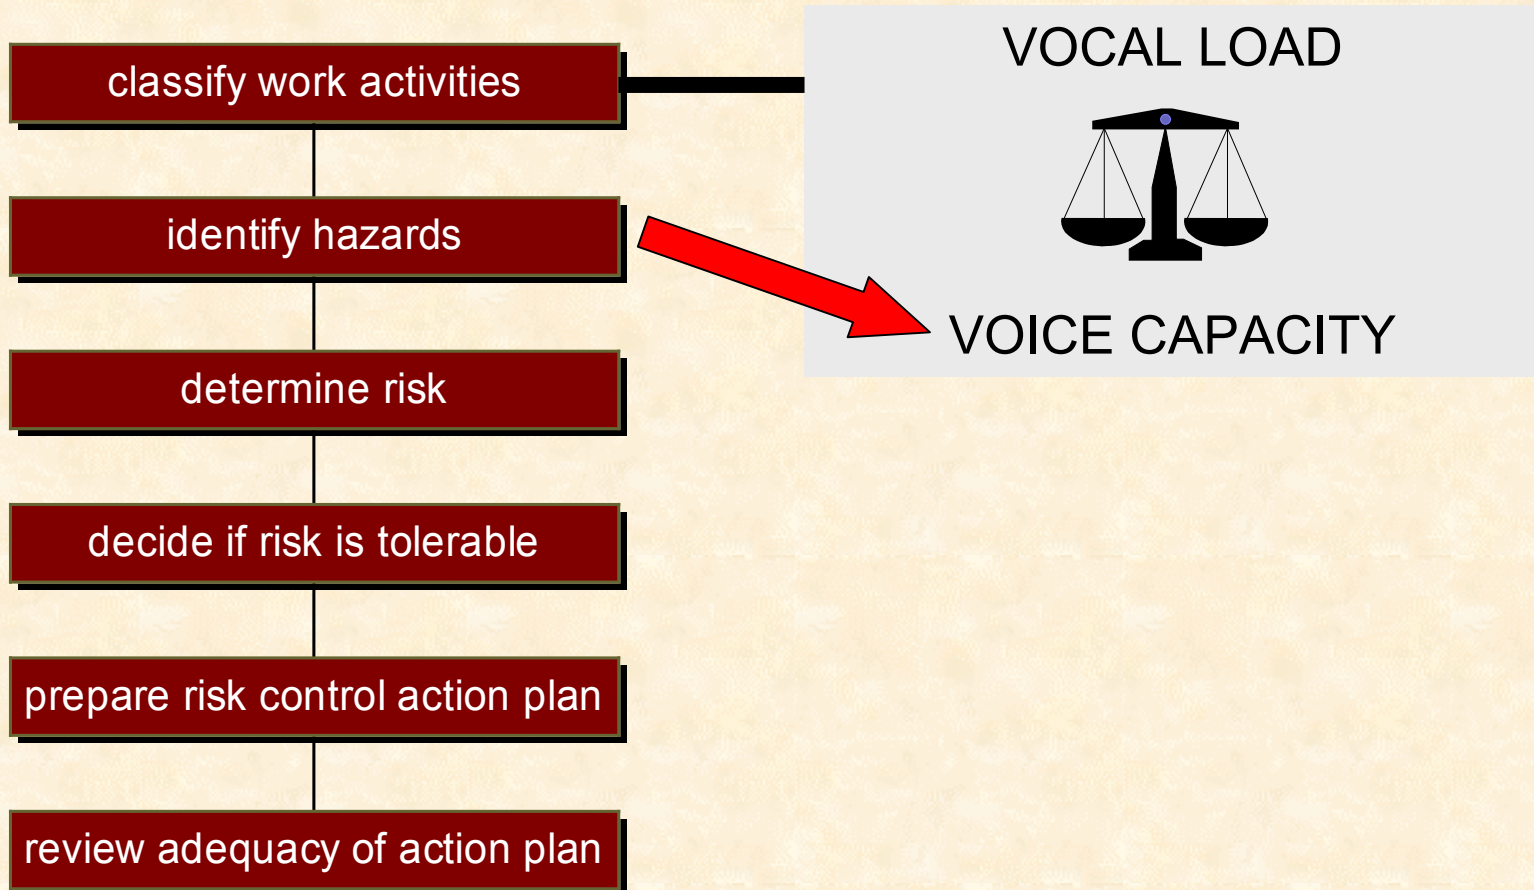 classify work activities
identify hazards
determine risk
decide if risk is tolerable
prepare risk control action plan
review adequacy of action plan
VOCAL LOAD
VOICE CAPACITY